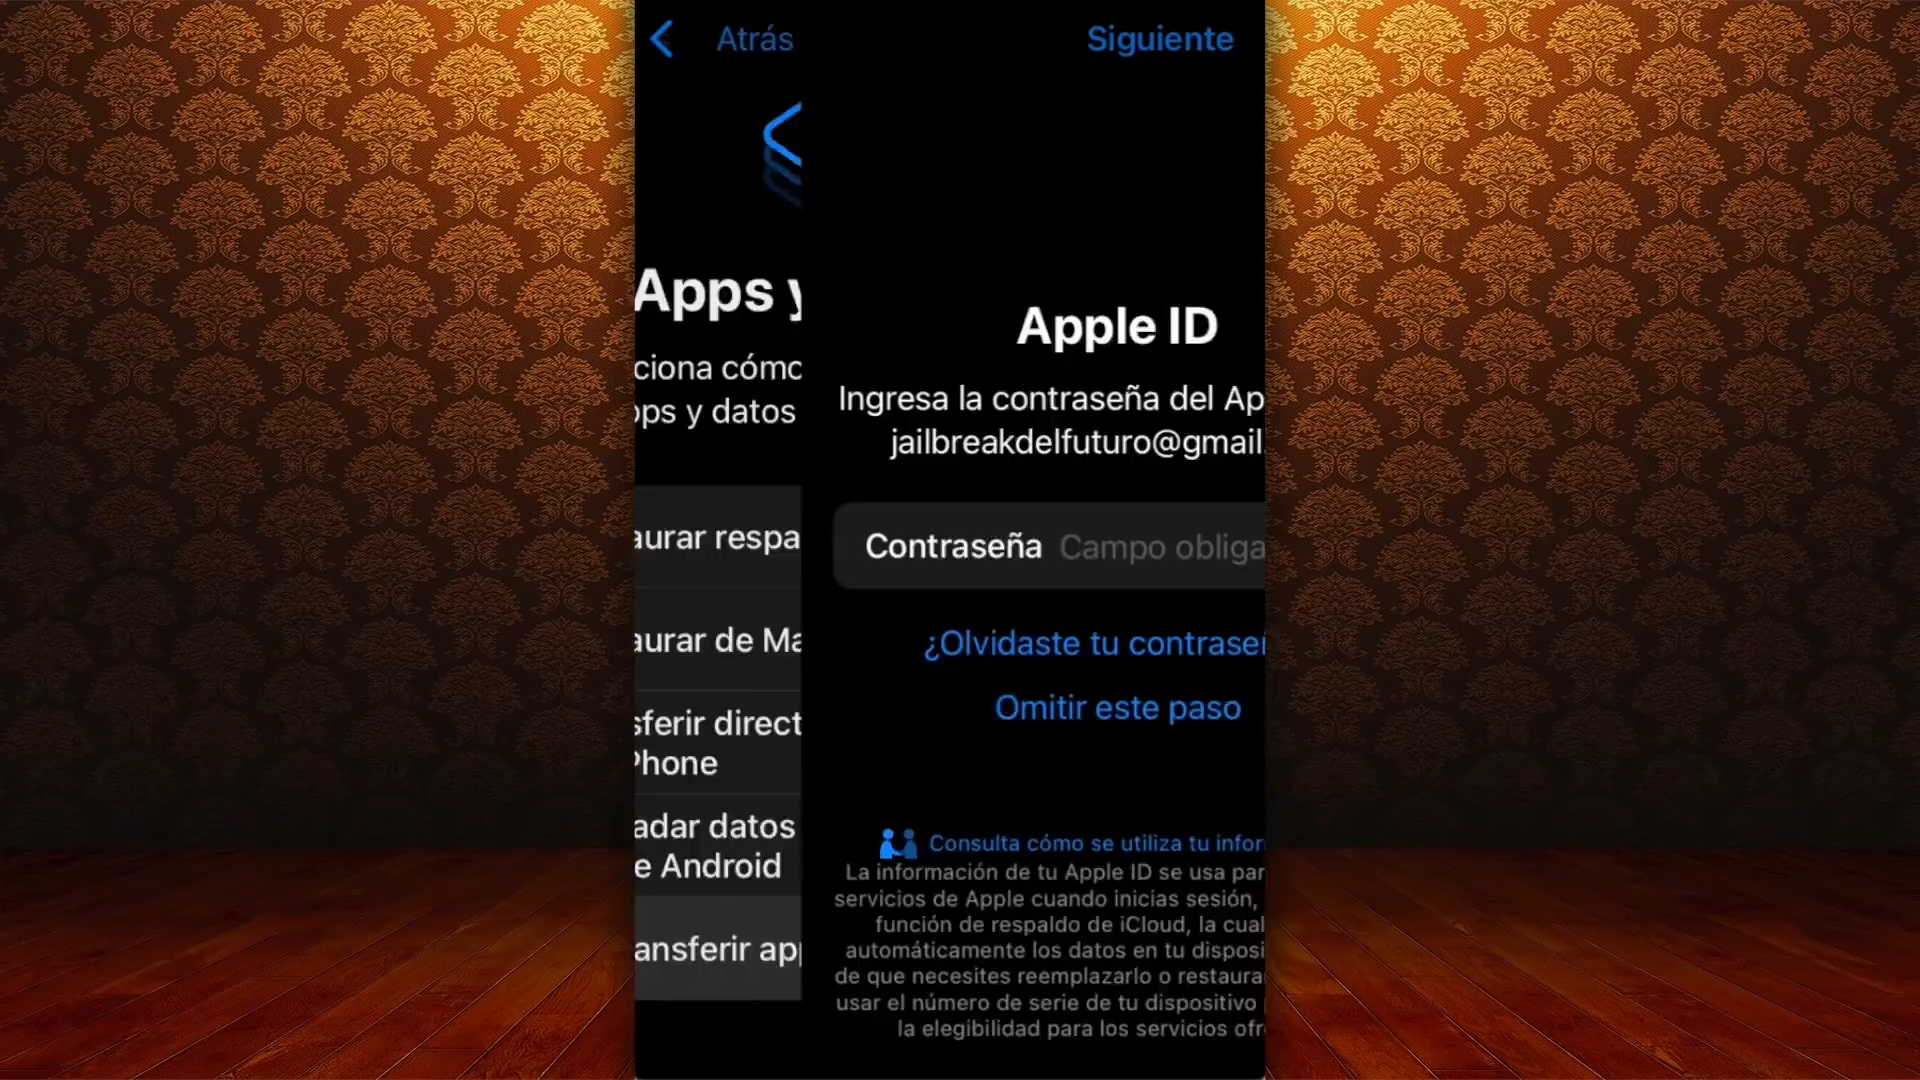 Atrás
Siguiente
Apps y
ciona cómo
ops y datos
aurar respa
aurar de Ma
sferir direct
Phone
adar datos
e Android
ansferir app
Apple ID
Ingresa la contraseña del Ap
jailbreakdelfuturo@gmail.
Contraseña Campo obliga
¿Olvidaste tu contraseñ
Omitir este paso
Consulta cómo se utiliza tu infor
La información de tu Apple ID se usa par
servicios de Apple cuando inicias sesión,
función de respaldo de iCloud, la cual
automáticamente los datos en tu disposi
de que necesites reemplazarlo o restaura
usar el número de serie de tu dispositivo
la elegibilidad para los servicios ofre